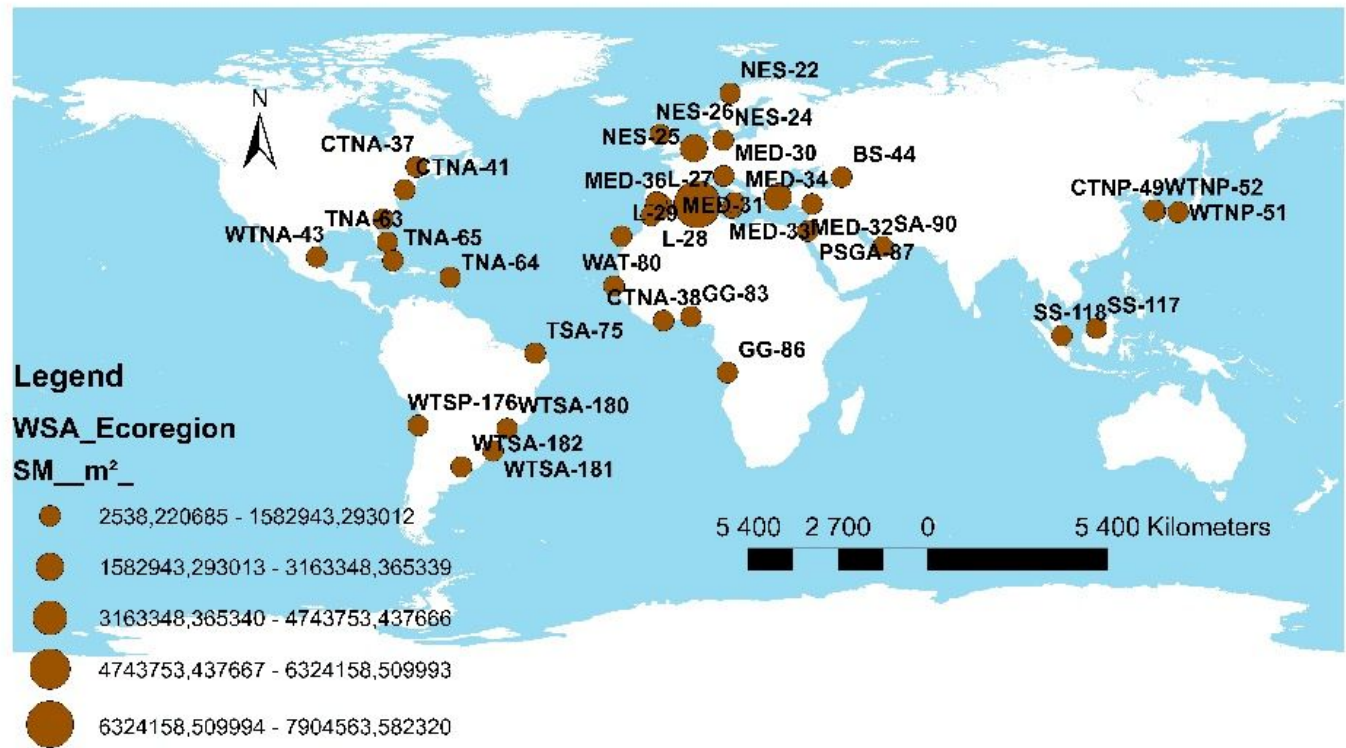 NES-22
N
NES-26
NES-24
NES-25
CTNA-37
CTNA-41
MED-30
BS-44
MED-36
L-27
MED-34
CTNP-49
WTNP-52
TNA-63
L-29
MED-31
WTNP-51
WTNA-43
TNA-65
L-28
MED-33
MED-32
SA-90
TNA-64
WAT-80
PSGA-87
CTNA-38
GG-83
SS-118
SS-117
TSA-75
GG-86
Legend
WTSP-176
WTSA-180
WSA_Ecoregion
WTSA-182
SM__m²_
WTSA-181
2538,220685 - 1582943,293012
5 400 2 700 0 5 400 Kilometers
1582943,293013 - 3163348,365339
3163348,365340 - 4743753,437666
4743753,437667 - 6324158,509993
6324158,509994 - 7904563,582320